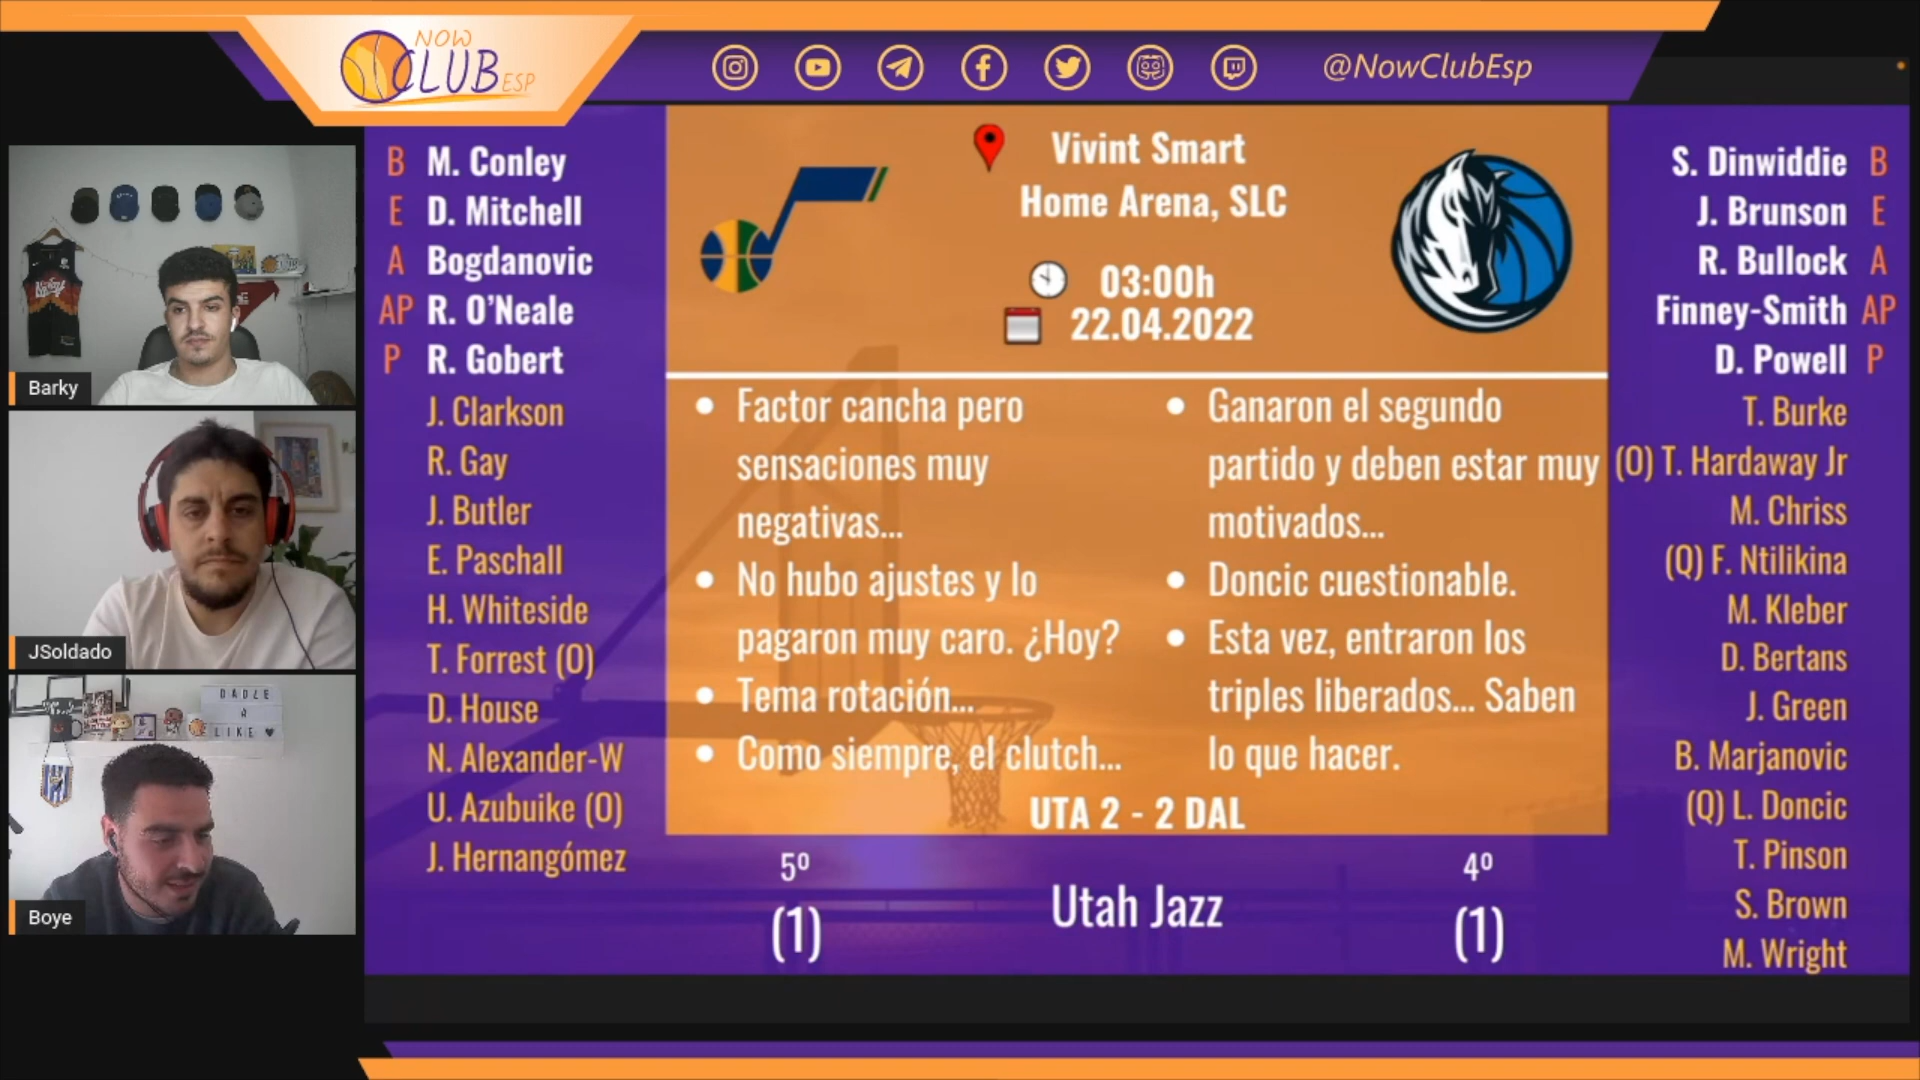 NOW
CLUB ESP
@NowClubEsp
Barky
JSoldado
DADLE
A
LIKE ♥
Boye
B M. Conley
E D. Mitchell
A Bogdanovic
AP R. O'Neale
P R. Gobert
J. Clarkson
R. Gay
J. Butler
E. Paschall
H. Whiteside
T. Forrest (O)
D. House
N. Alexander-W
U. Azubuike (O)
J. Hernangómez
Vivint Smart
Home Arena, SLC
03:00h
22.04.2022
• Factor cancha pero
sensaciones muy
negativas...
• No hubo ajustes y lo
pagaron muy caro. ¿Hoy?
• Tema rotación...
• Como siempre, el clutch...
• Ganaron el segundo
partido y deben estar muy
motivados...
• Doncic cuestionable.
• Esta vez, entraron los
triples liberados... Saben
lo que hacer.
UTA 2 - 2 DAL
5º
(1)
Utah Jazz
4º
(1)
S. Dinwiddie B
J. Brunson E
R. Bullock A
Finney-Smith AP
D. Powell P
T. Burke
(O) T. Hardaway Jr
M. Chriss
(Q) F. Ntilikina
M. Kleber
D. Bertans
J. Green
B. Marjanovic
(Q) L. Doncic
T. Pinson
S. Brown
M. Wright